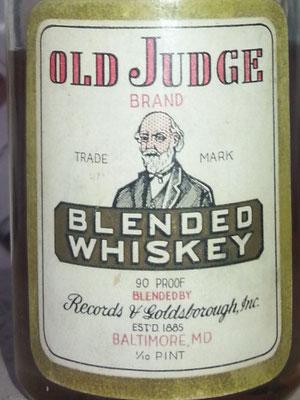 OLD JUDGE
BRAND
TRADE MARK
BLENDED
WHISKEY
90 PROOF
BLENDED BY
Records & Goldsborough, Inc.
EST'D. 1885
BALTIMORE, MD
1/10 PINT